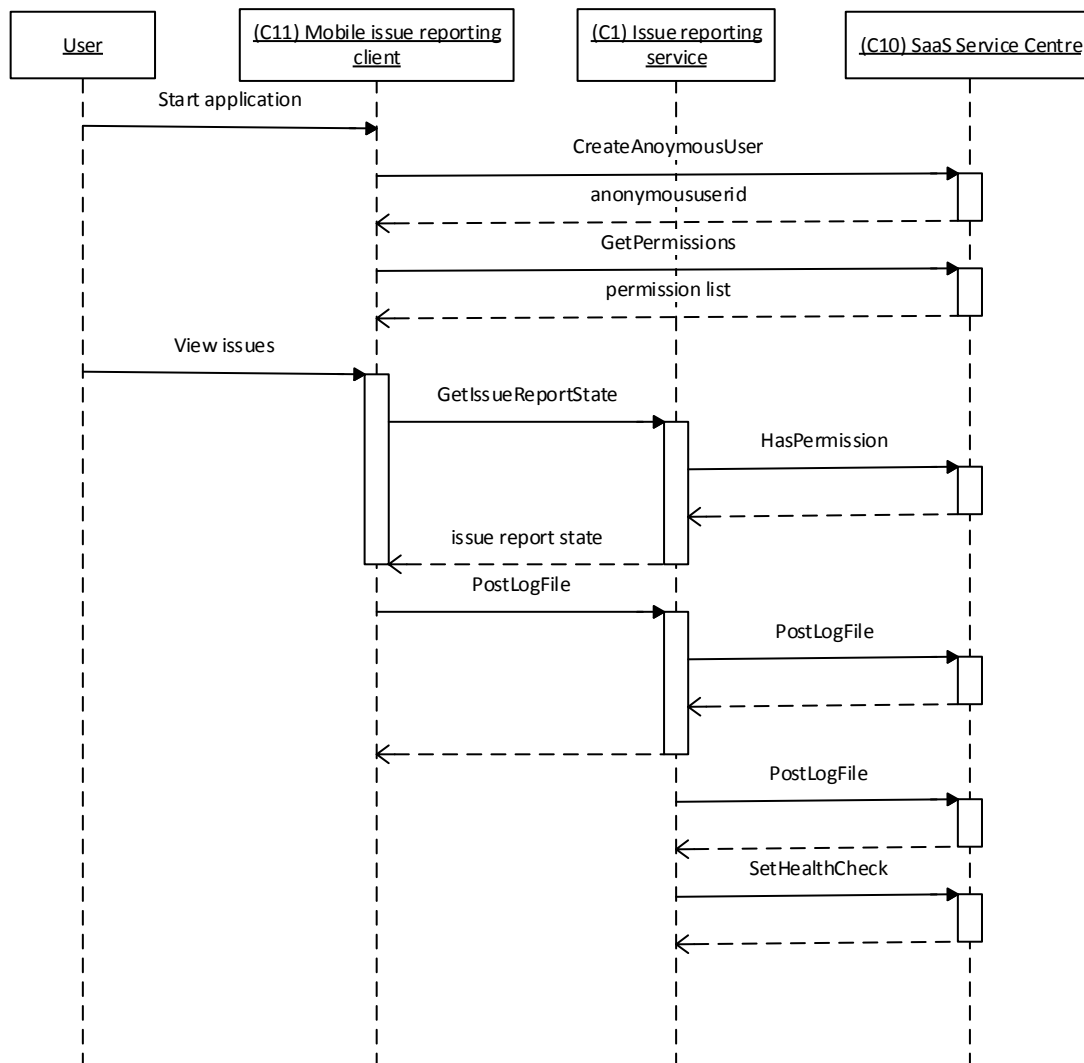 User
(C11) Mobile issue reporting
client
(C1) Issue reporting
service
(C10) SaaS Service Centre
Start application
CreateAnoymousUser
anonymoususerid
GetPermissions
permission list
View issues
GetIssueReportState
HasPermission
issue report state
PostLogFile
PostLogFile
PostLogFile
SetHealthCheck